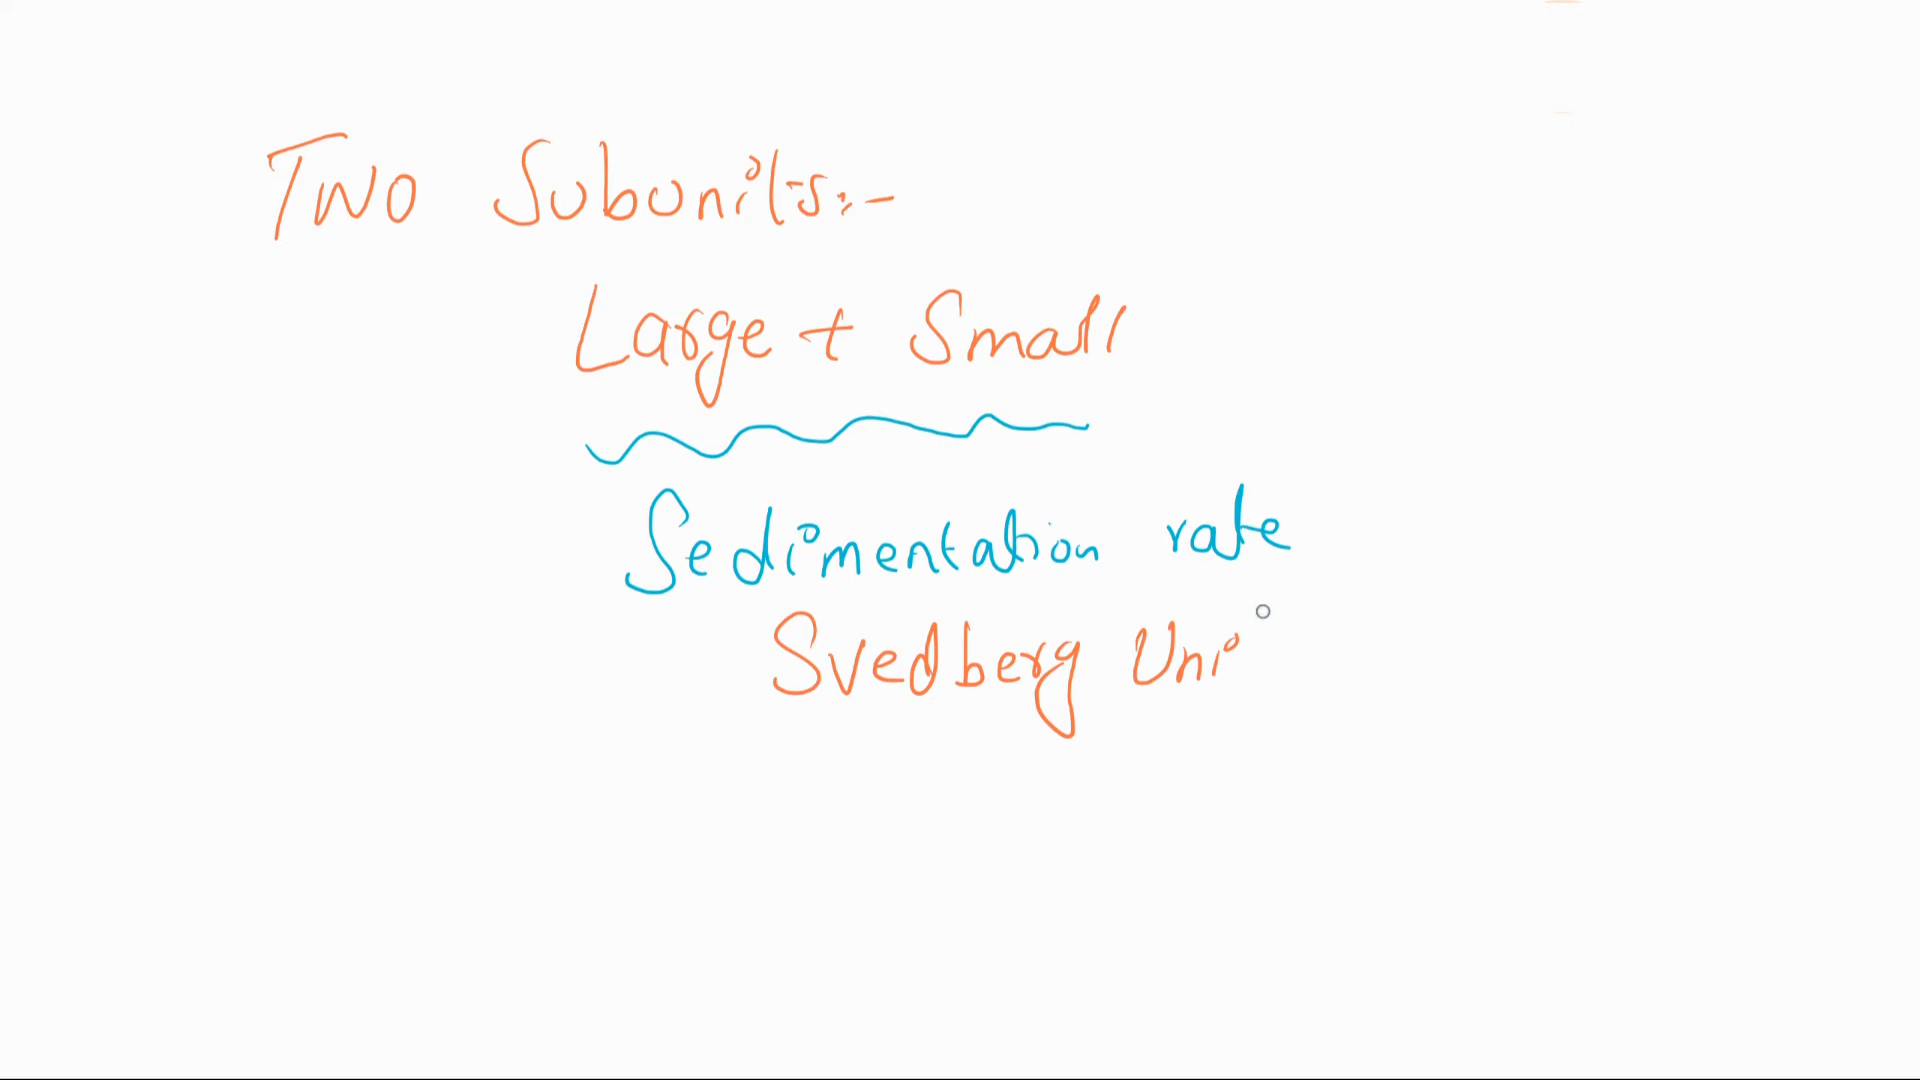 Two Subunits:-
Large + Small
Sedimentation rate
Svedberg Uni